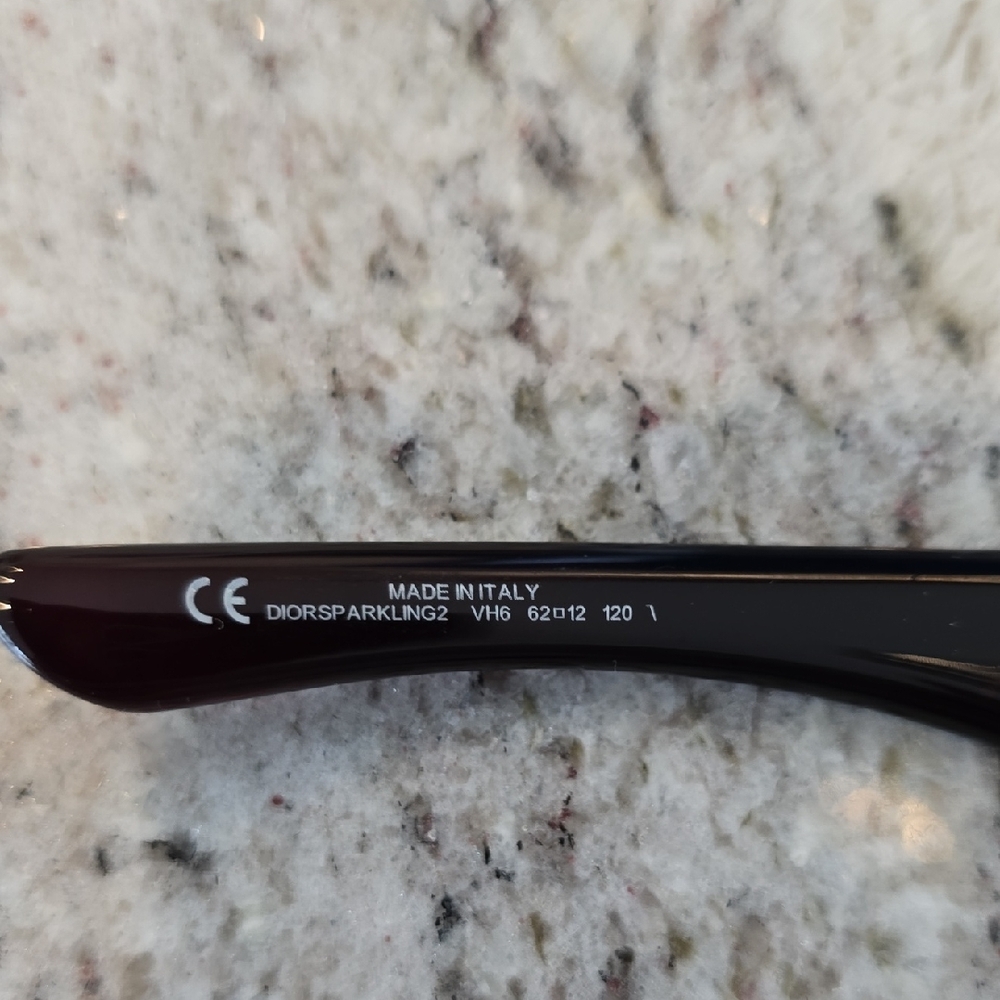 CE
MADE IN ITALY
DIORSPARKLING2 VH6 62□12 120 \